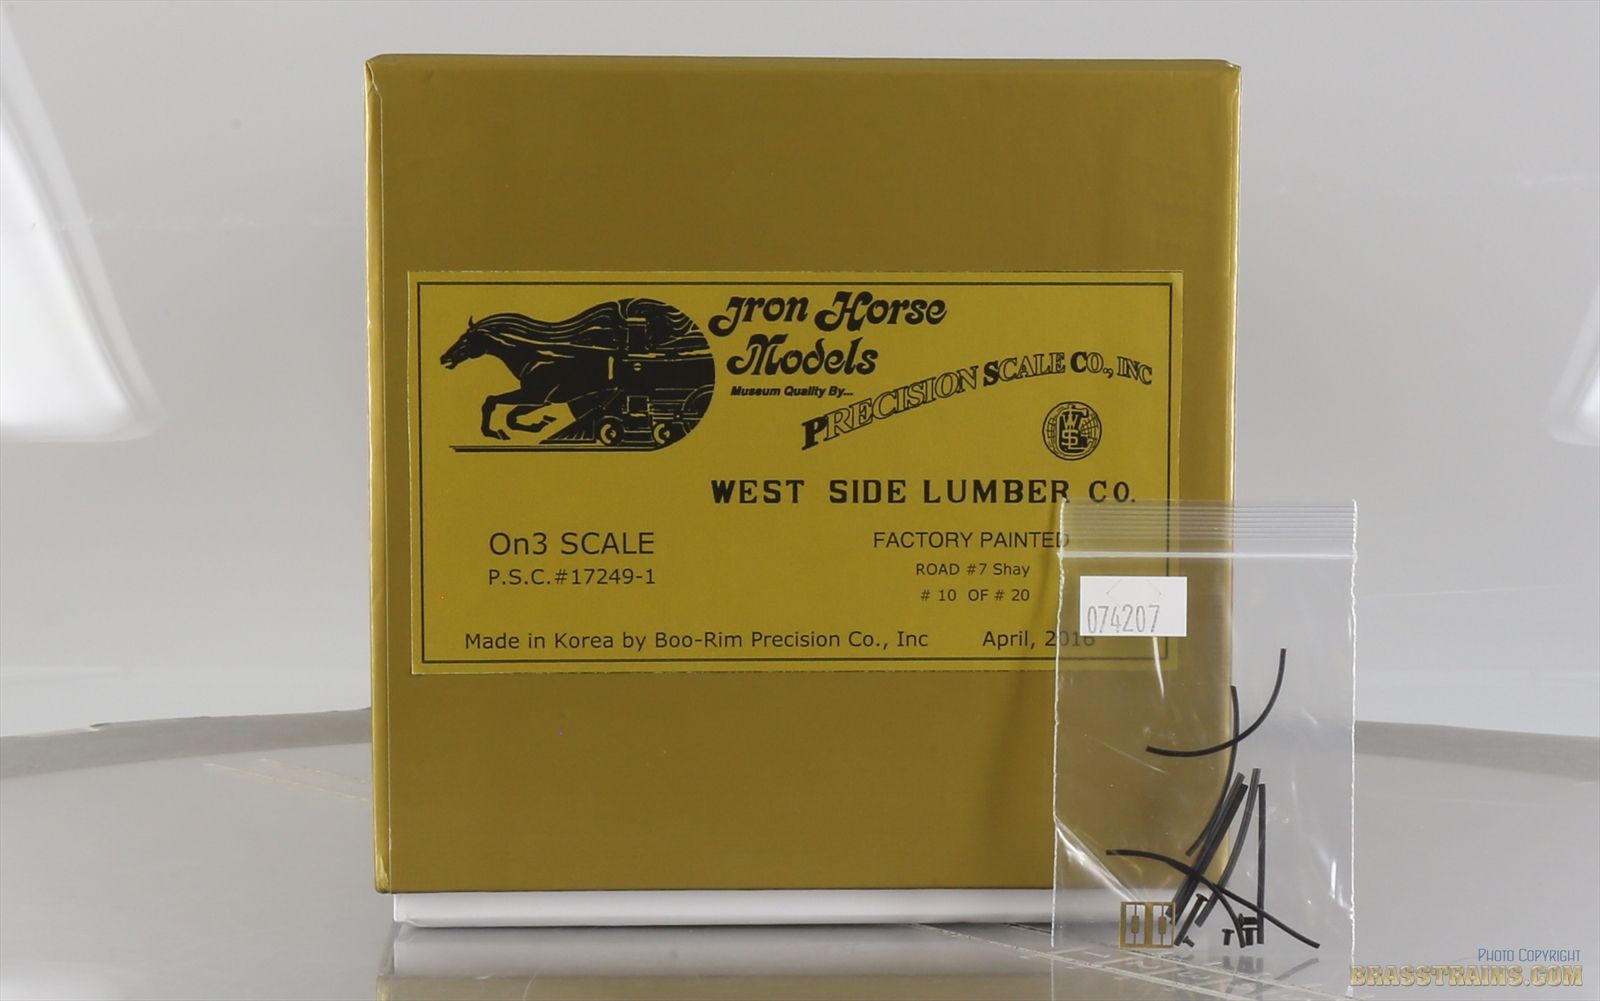 Iron Horse
Models
Museum Quality By...
PRECISION SCALE CO., INC
WSLC
WEST SIDE LUMBER CO.
On3 SCALE
FACTORY PAINTED
P.S.C.#17249-1
ROAD #7 Shay
# 10 OF # 20
074207
Made in Korea by Boo-Rim Precision Co., Inc April, 2016
PHOTO COPYRIGHT
BRASSTRAINS.COM